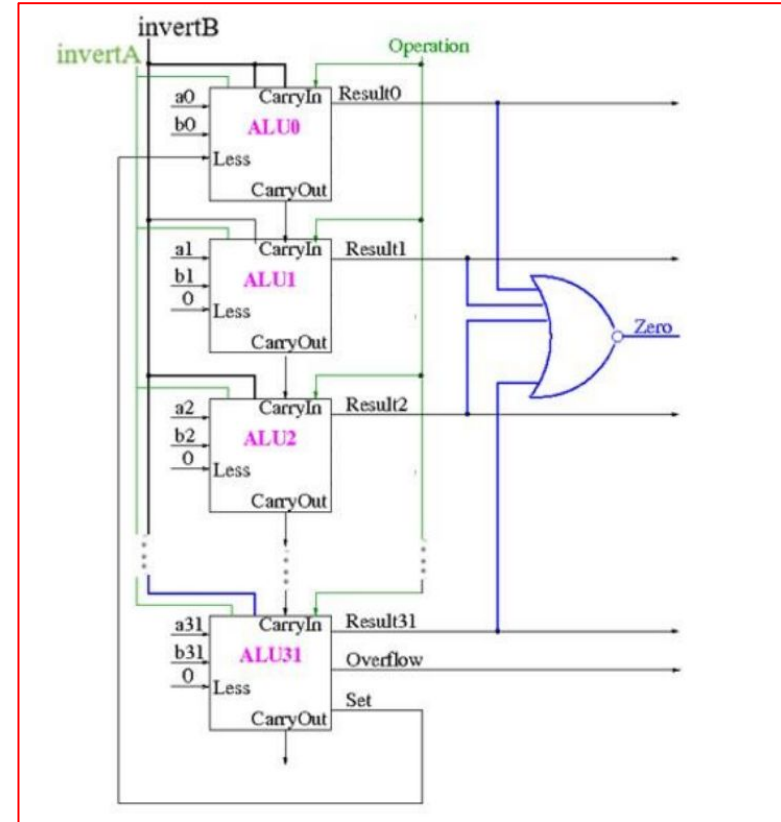 invertB
invertA
Operation
a0
b0
CarryIn
ALU0
Less
CarryOut
Result0
a1
b1
0
CarryIn
ALU1
Less
CarryOut
Result1
Zero
a2
b2
0
CarryIn
ALU2
Less
CarryOut
Result2
a31
b31
0
CarryIn
ALU31
Less
CarryOut
Result31
Overflow
Set